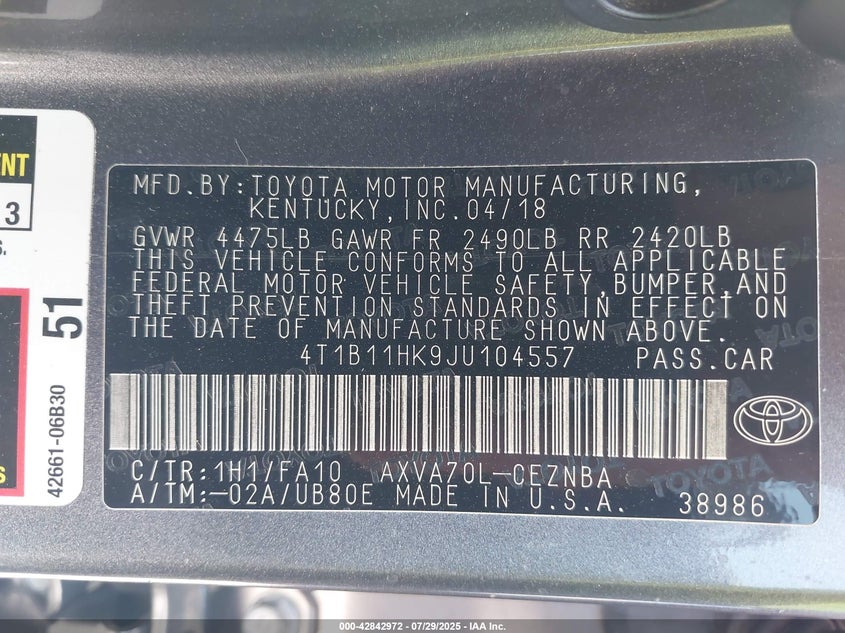 ENT
3
S.
51
42661-06B30
s
MFD.BY:TOYOTA MOTOR MANUFACTURING,
KENTUCKY,INC.04/18
GVWR 4475LB GAWR FR 2490LB RR 2420LB
THIS VEHICLE CONFORMS TO ALL APPLICABLE
FEDERAL MOTOR VEHICLE SAFETY,BUMPER,AND
THEFT PREVENTION STANDARDS IN EFFECT ON
THE DATE OF MANUFACTURE SHOWN ABOVE.
4T1B11HK9JU104557 PASS.CAR
C/TR:1H1/FA10 AXVA70L-CEZNBA
A/TM:-02A/UB80E MADE IN U.S.A. 38986
000-42842972 / 07/29/2025 - IAA Inc.